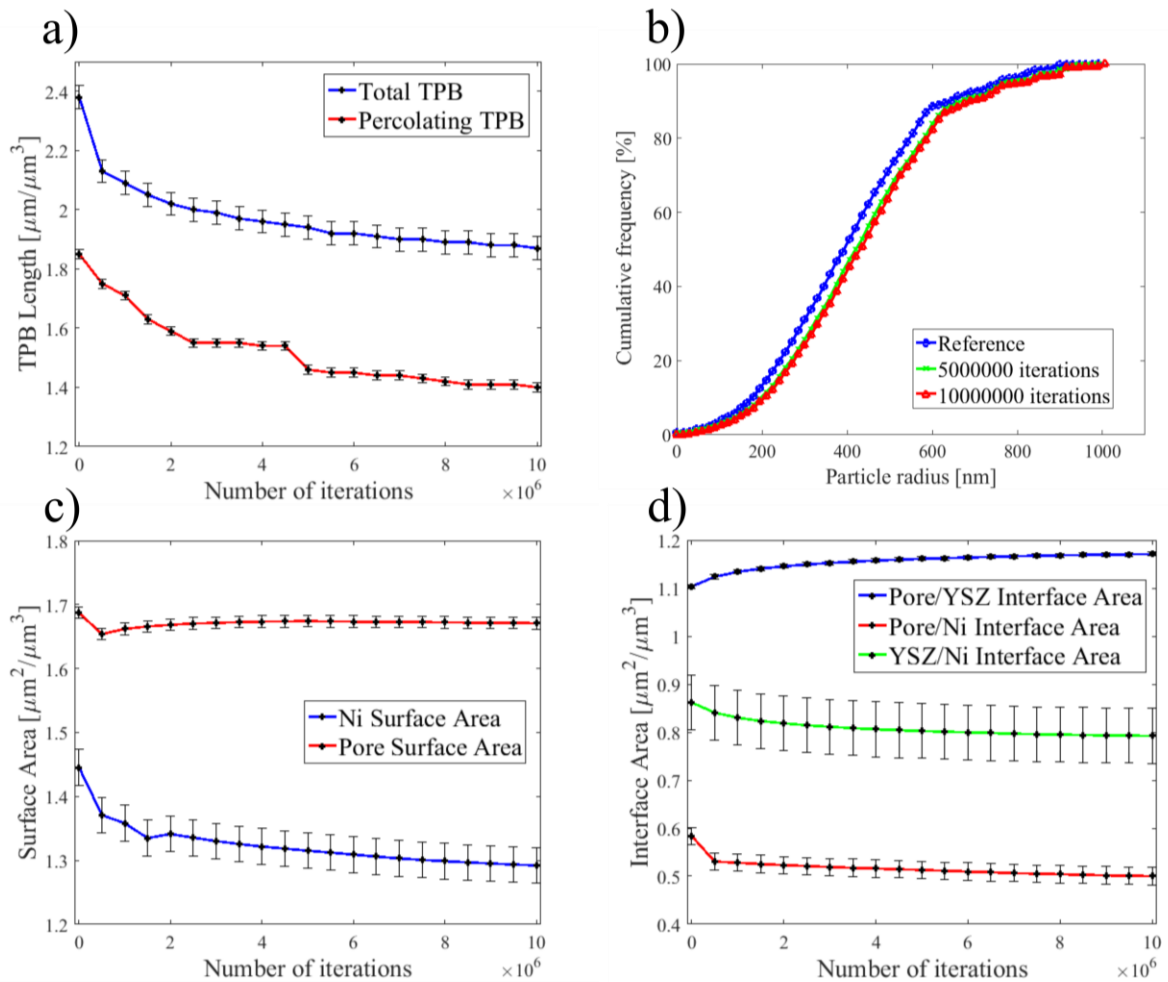 a)
TPB Length [μm/μm³]
2.4
2.2
2
1.8
1.6
1.4
1.2
Total TPB
Percolating TPB
0 2 4 6 8 10
Number of iterations
×10⁶
b)
Cumulative frequency [%]
100
80
60
40
20
0
Reference
5000000 iterations
10000000 iterations
0 200 400 600 800 1000
Particle radius [nm]
c)
Surface Area [μm²/μm³]
1.8
1.7
1.6
1.5
1.4
1.3
1.2
Ni Surface Area
Pore Surface Area
0 2 4 6 8 10
Number of iterations
×10⁶
d)
Interface Area [μm²/μm³]
1.2
1.1
1
0.9
0.8
0.7
0.6
0.5
0.4
Pore/YSZ Interface Area
Pore/Ni Interface Area
YSZ/Ni Interface Area
0 2 4 6 8 10
Number of iterations
×10⁶